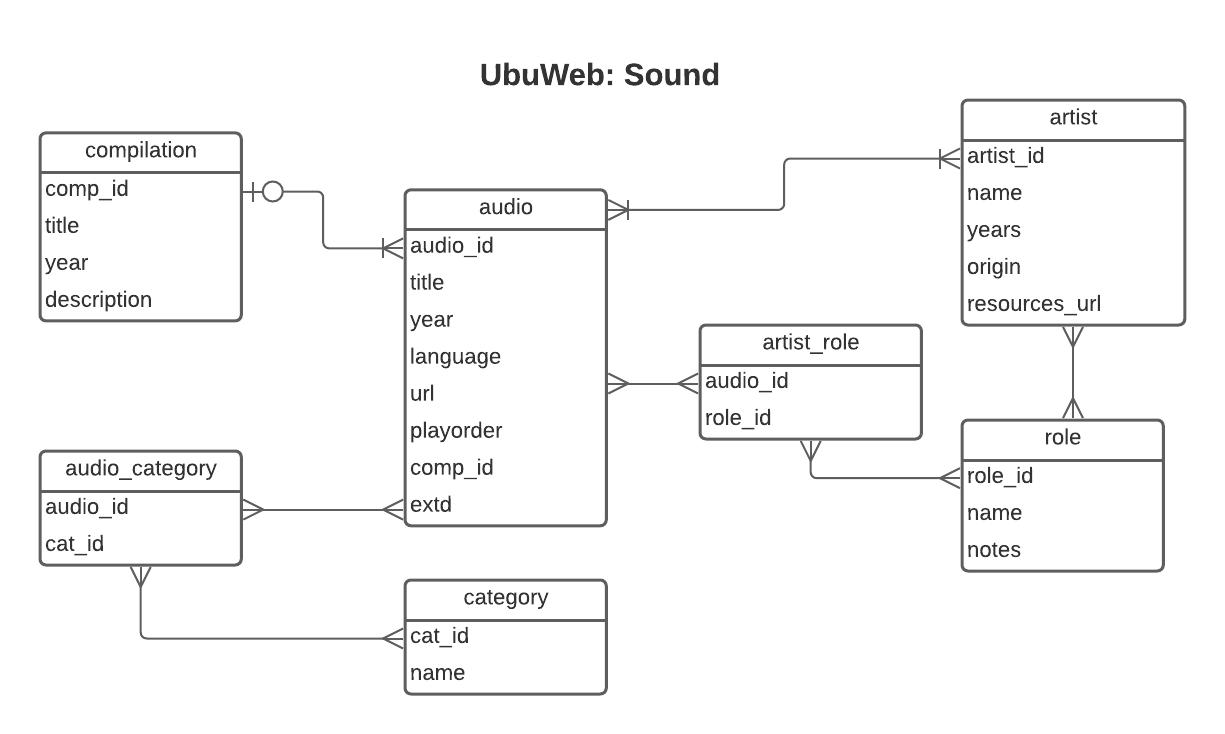 UbuWeb: Sound
compilation
comp_id
title
year
description
audio
audio_id
title
year
language
url
playorder
comp_id
extd
artist
artist_id
name
years
origin
resources_url
artist_role
audio_id
role_id
role
role_id
name
notes
audio_category
audio_id
cat_id
category
cat_id
name